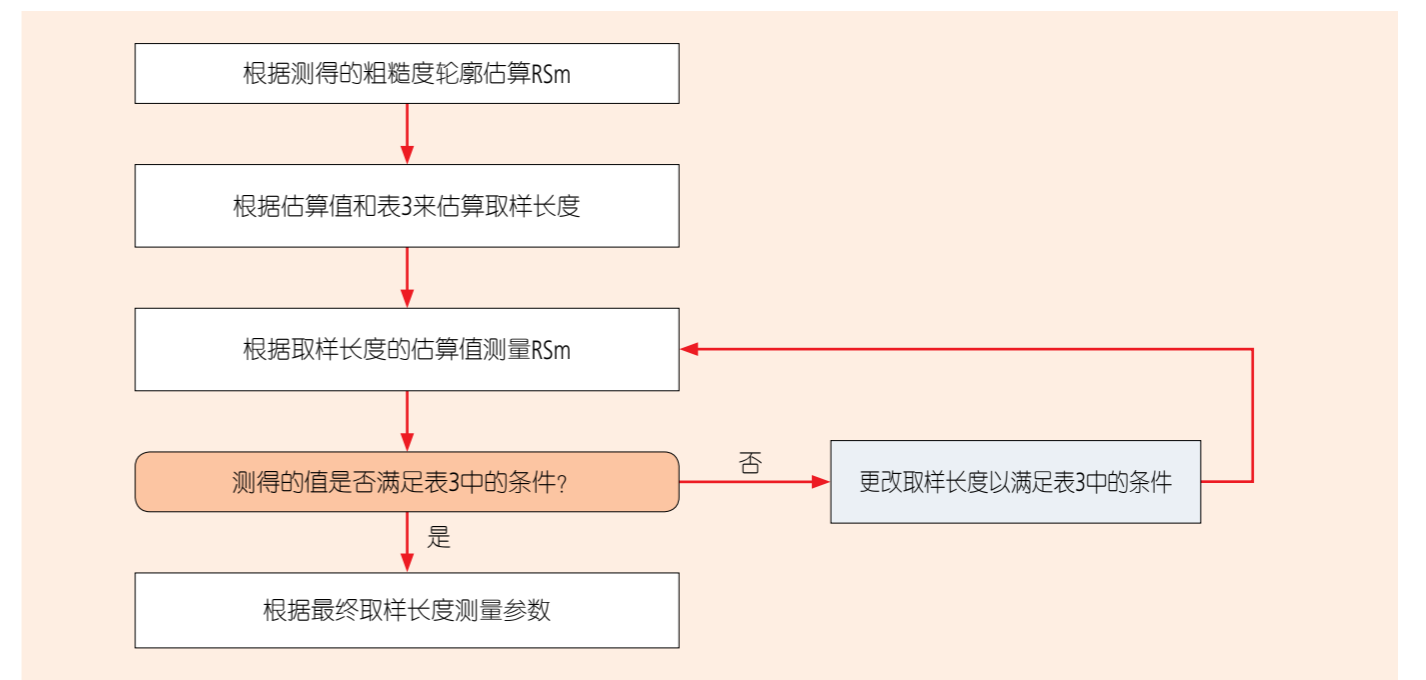 根据测得的粗糙度轮廓估算RSm
根据估算值和表3来估算取样长度
根据取样长度的估算值测量RSm
测得的值是否满足表3中的条件?
否
更改取样长度以满足表3中的条件
是
根据最终取样长度测量参数